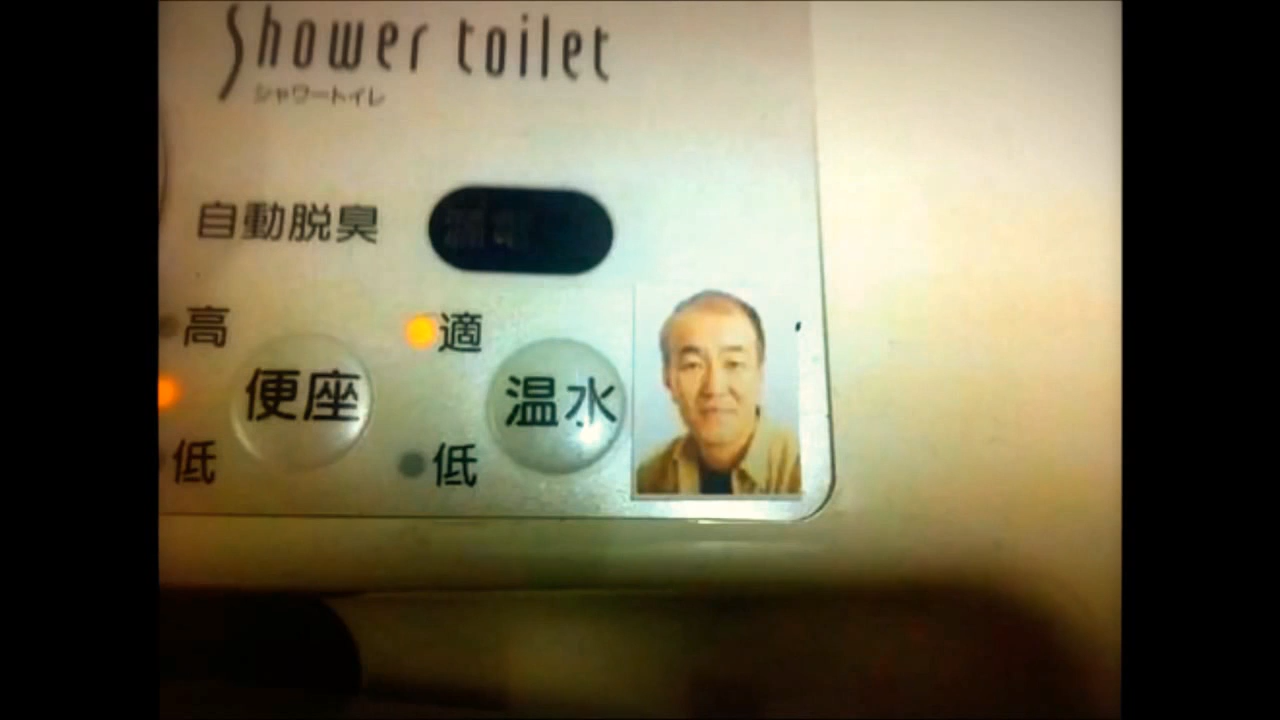 Shower toilet
シャワートイレ
自動脱臭
高
適
便座
温水
低
低